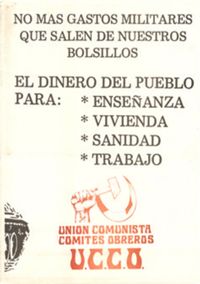 NO MAS GASTOS MILITARES
QUE SALEN DE NUESTROS
BOLSILLOS
EL DINERO DEL PUEBLO
PARA: * ENSEÑANZA
* VIVIENDA
* SANIDAD
* TRABAJO
UNION COMUNISTA
COMITES OBREROS
U.C.C.O.